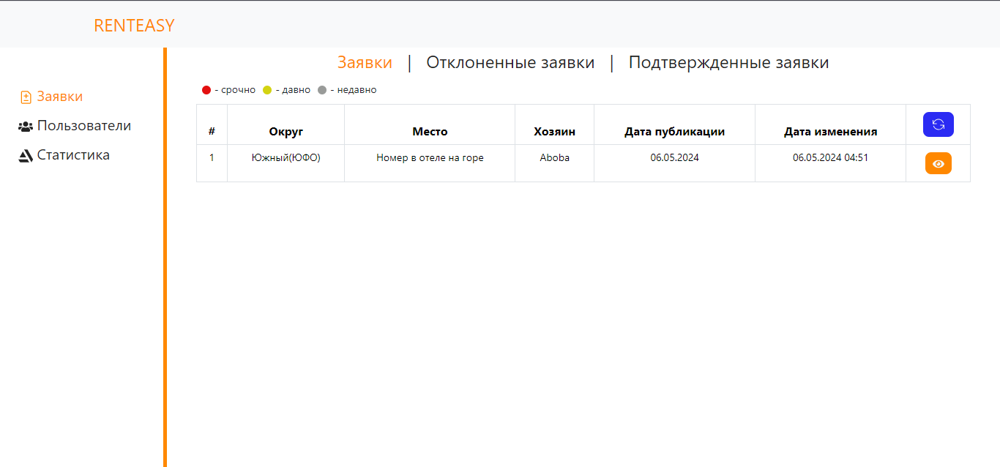 RENTEASY
Заявки | Отклоненные заявки | Подтвержденные заявки
Заявки
Пользователи
Статистика
- срочно - давно - недавно
# Округ Место Хозяин Дата публикации Дата изменения
1 Южный(ЮФО) Номер в отеле на горе Aboba 06.05.2024 06.05.2024 04:51